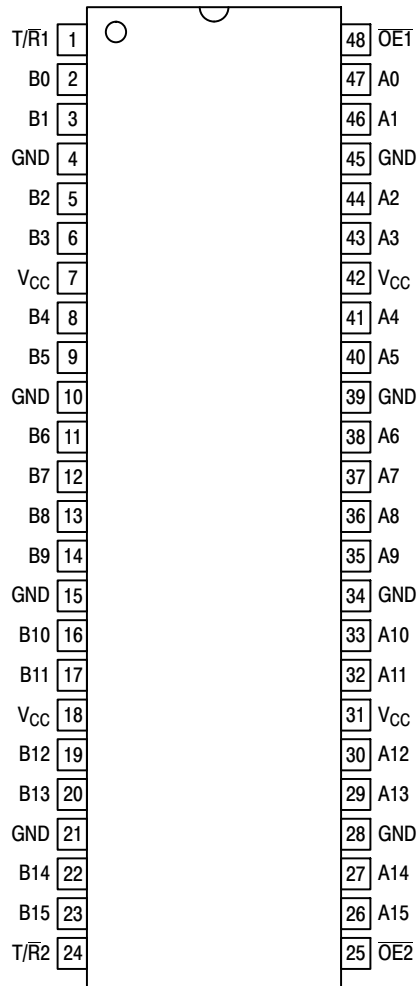 T/R̅1 1 48 O̅E̅1̅
B0 2 47 A0
B1 3 46 A1
GND 4 45 GND
B2 5 44 A2
B3 6 43 A3
VCC 7 42 VCC
B4 8 41 A4
B5 9 40 A5
GND 10 39 GND
B6 11 38 A6
B7 12 37 A7
B8 13 36 A8
B9 14 35 A9
GND 15 34 GND
B10 16 33 A10
B11 17 32 A11
VCC 18 31 VCC
B12 19 30 A12
B13 20 29 A13
GND 21 28 GND
B14 22 27 A14
B15 23 26 A15
T/R̅2 24 25 O̅E̅2̅